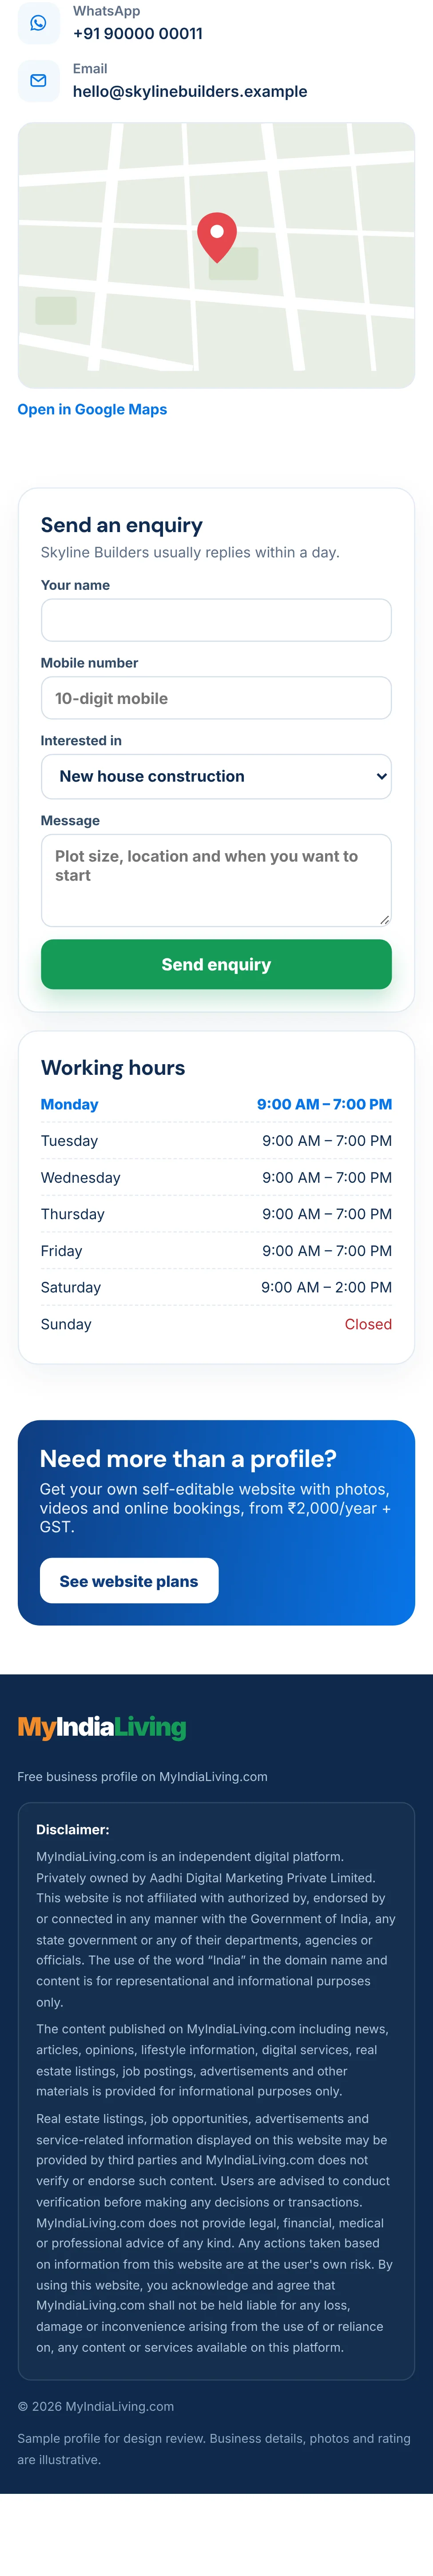 WhatsApp
+91 90000 00011
Email
hello@skylinebuilders.example
Open in Google Maps
Send an enquiry
Skyline Builders usually replies within a day.
Your name
Mobile number
10-digit mobile
Interested in
New house construction
Message
Plot size, location and when you want to
start
Send enquiry
Working hours
Monday 9:00 AM – 7:00 PM
Tuesday 9:00 AM – 7:00 PM
Wednesday 9:00 AM – 7:00 PM
Thursday 9:00 AM – 7:00 PM
Friday 9:00 AM – 7:00 PM
Saturday 9:00 AM – 2:00 PM
Sunday Closed
Need more than a profile?
Get your own self-editable website with photos,
videos and online bookings, from ₹2,000/year +
GST.
See website plans
MyIndiaLiving
Free business profile on MyIndiaLiving.com
Disclaimer:
MyIndiaLiving.com is an independent digital platform.
Privately owned by Aadhi Digital Marketing Private Limited.
This website is not affiliated with authorized by, endorsed by
or connected in any manner with the Government of India, any
state government or any of their departments, agencies or
officials. The use of the word “India” in the domain name and
content is for representational and informational purposes
only.
The content published on MyIndiaLiving.com including news,
articles, opinions, lifestyle information, digital services, real
estate listings, job postings, advertisements and other
materials is provided for informational purposes only.
Real estate listings, job opportunities, advertisements and
service-related information displayed on this website may be
provided by third parties and MyIndiaLiving.com does not
verify or endorse such content. Users are advised to conduct
verification before making any decisions or transactions.
MyIndiaLiving.com does not provide legal, financial, medical
or professional advice of any kind. Any actions taken based
on information from this website are at the user's own risk. By
using this website, you acknowledge and agree that
MyIndiaLiving.com shall not be held liable for any loss,
damage or inconvenience arising from the use of or reliance
on, any content or services available on this platform.
© 2026 MyIndiaLiving.com
Sample profile for design review. Business details, photos and rating
are illustrative.